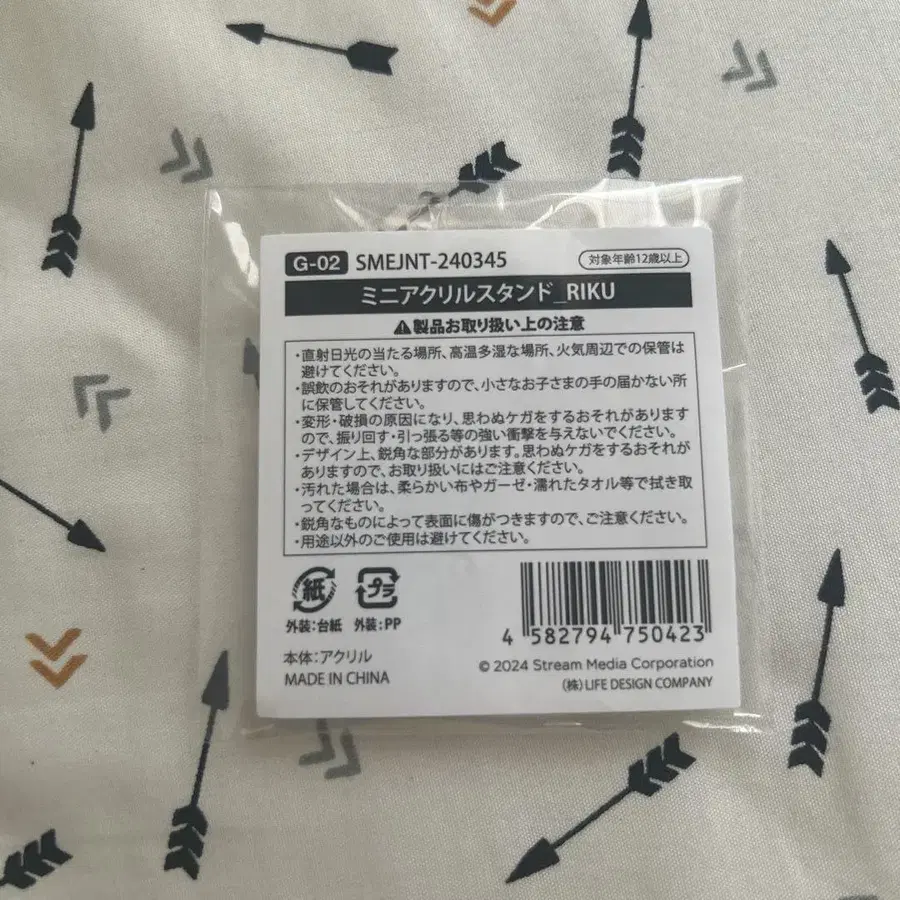 G-02 SMEJNT-240345 対象年齢12歳以上
ミニアクリルスタンド_RIKU
⚠製品お取り扱い上の注意
・直射日光の当たる場所、高温多湿な場所、火気周辺での保管は
避けてください。
・誤飲のおそれがありますので、小さなお子さまの手の届かない所
に保管してください。
・変形・破損の原因になり、思わぬケガをするおそれがあります
ので、振り回す・引っ張る等の強い衝撃を与えないでください。
・デザイン上、鋭角な部分があります。思わぬケガをするおそれが
ありますので、お取り扱いにはご注意ください。
・汚れた場合は、柔らかい布やガーゼ・濡れたタオル等で拭き取
ってください。
・鋭角なものによって表面に傷がつきますので、ご注意ください。
・用途以外のご使用は避けてください。
紙 プラ
外装:台紙 外装:PP
4 582794 750423
本体:アクリル
MADE IN CHINA
© 2024 Stream Media Corporation
(株)LIFE DESIGN COMPANY